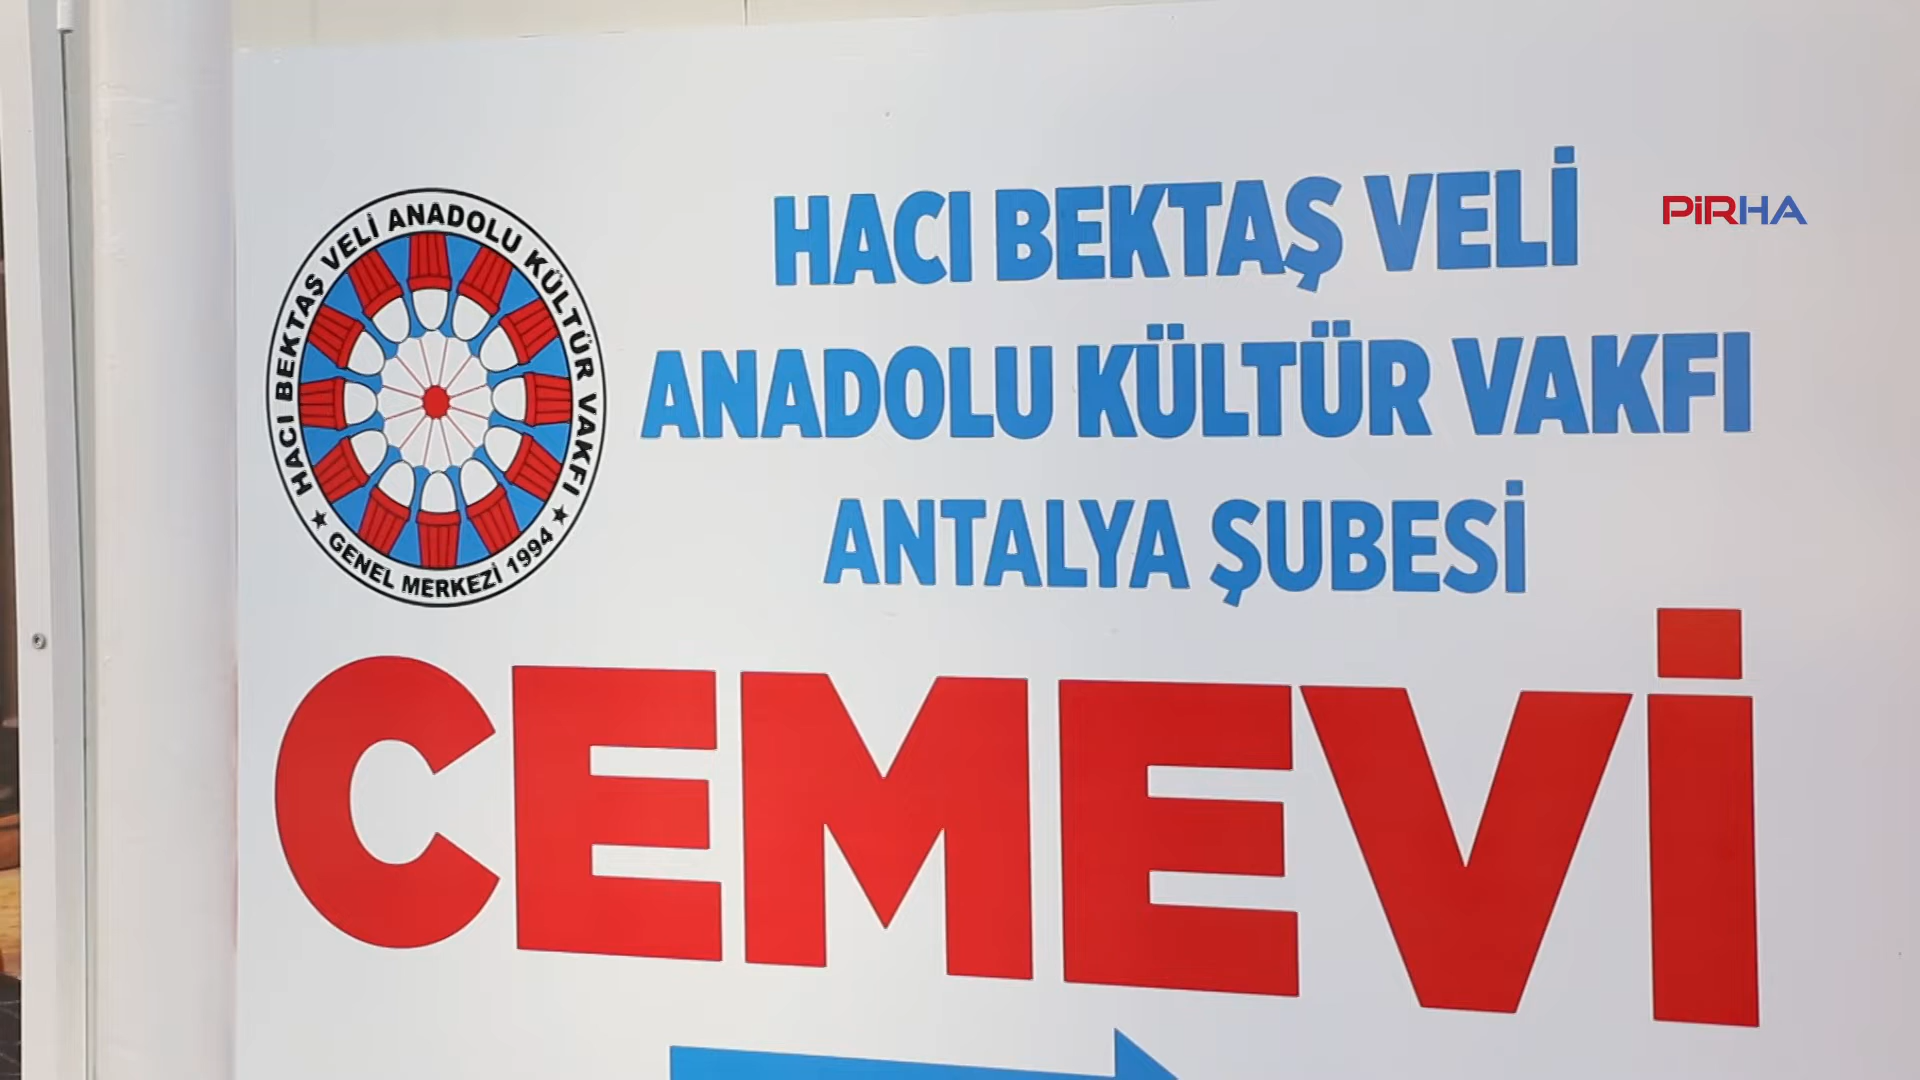 HACI BEKTAŞ VELİ
PİRHA
ANADOLU KÜLTÜR VAKFI
ANTALYA ŞUBESİ
HACI BEKTAŞ VELİ ANADOLU KÜLTÜR VAKFI
GENEL MERKEZİ 1994
CEMEVİ